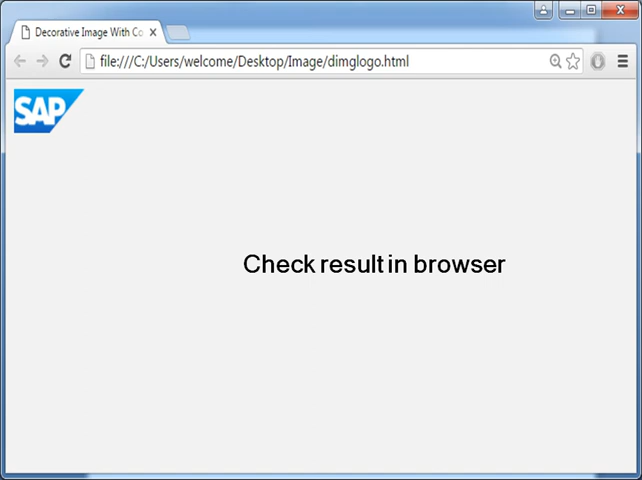 Decorative Image With Co
file:///C:/Users/welcome/Desktop/Image/dimglogo.html
SAP
Check result in browser